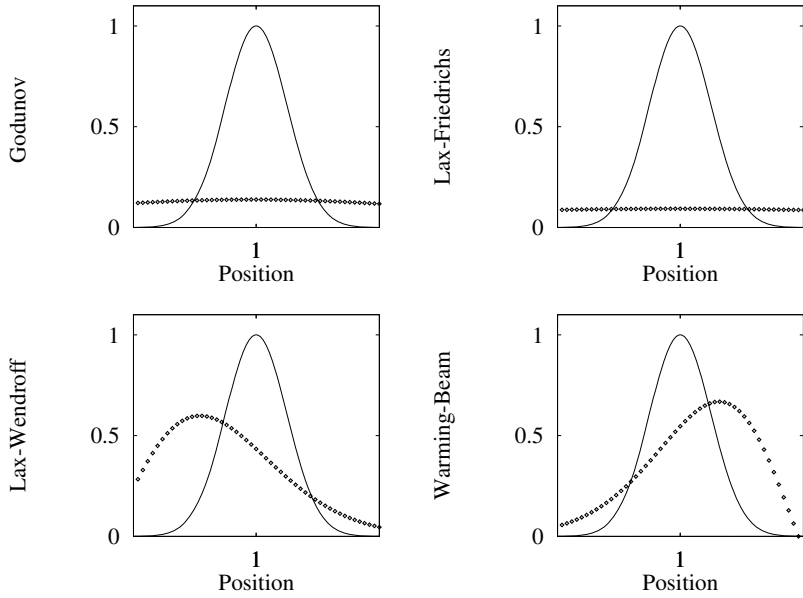 Godunov
1
0.5
0
1
Position
Lax-Friedrichs
1
0.5
0
1
Position
Lax-Wendroff
1
0.5
0
1
Position
Warming-Beam
1
0.5
0
1
Position